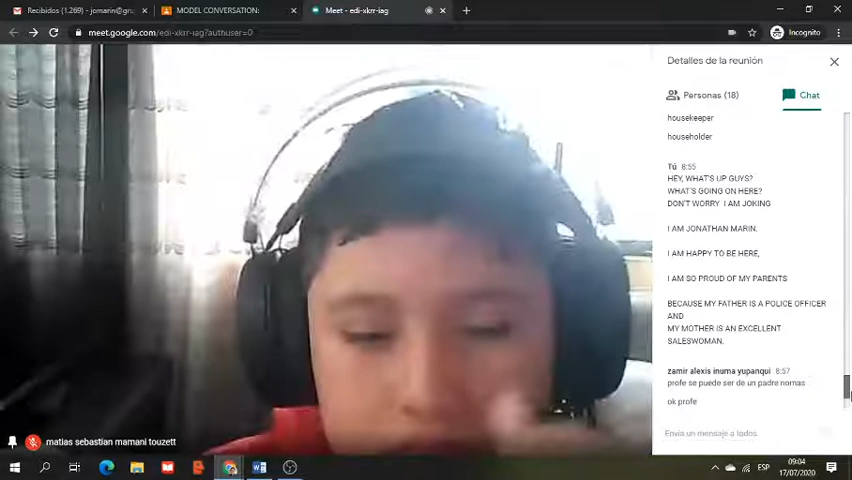 Recibidos (1.269) - jomarin@gru
MODEL CONVERSATION:
Meet - edi-xkrr-iag
meet.google.com/edi-xkrr-iag?authuser=0
Incognito
Detalles de la reunión
Personas (18)
Chat
housekeeper
householder
Tú 8:55
HEY, WHAT'S UP GUYS?
WHAT'S GOING ON HERE?
DON'T WORRY I AM JOKING
I AM JONATHAN MARIN.
I AM HAPPY TO BE HERE,
I AM SO PROUD OF MY PARENTS
BECAUSE MY FATHER IS A POLICE OFFICER
AND
MY MOTHER IS AN EXCELLENT
SALESWOMAN.
zamir alexis inuma yupanqui 8:57
profe se puede ser de un padre nomas
ok profe
Envía un mensaje a todos
matias sebastian mamani touzett
ESP
09:04
17/07/2020